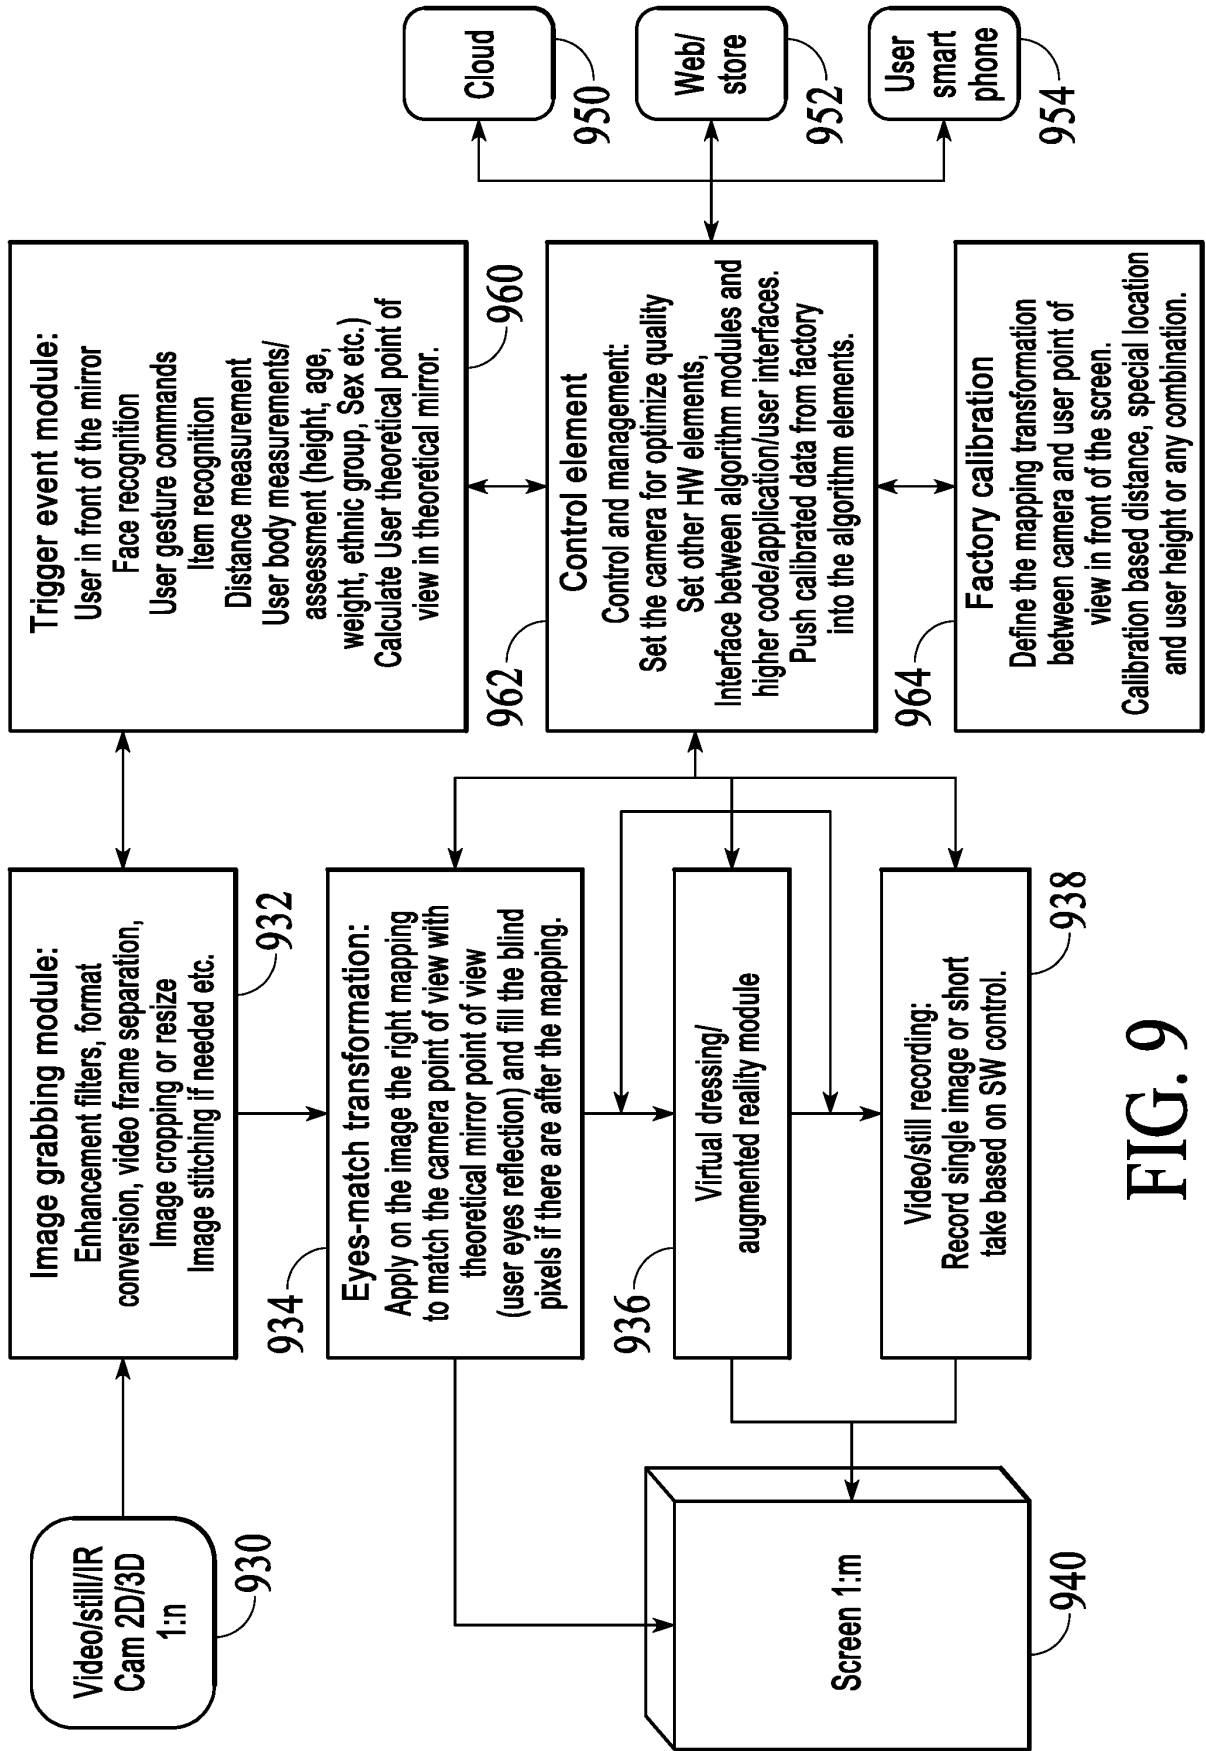 Video/still/IR
Cam 2D/3D
1:n
930
Image grabbing module:
Enhancement filters, format
conversion, video frame separation,
Image cropping or resize
Image stitching if needed etc.
932
Trigger event module:
User in front of the mirror
Face recognition
User gesture commands
Item recognition
Distance measurement
User body measurements/
assessment (height, age,
weight, ethnic group, Sex etc.)
Calculate User theoretical point of
view in theoretical mirror.
960
934
Eyes-match transformation:
Apply on the image the right mapping
to match the camera point of view with
theoretical mirror point of view
(user eyes reflection) and fill the blind
pixels if there are after the mapping.
962
Control element
Control and management:
Set the camera for optimize quality
Set other HW elements,
Interface between algorithm modules and
higher code/application/user interfaces.
Push calibrated data from factory
into the algorithm elements.
Cloud
950
Web/
store
952
User
smart
phone
954
936
Virtual dressing/
augmented reality module
Video/still recording:
Record single image or short
take based on SW control.
938
964
Factory calibration
Define the mapping transformation
between camera and user point of
view in front of the screen.
Calibration based distance, special location
and user height or any combination.
Screen 1:m
940
FIG. 9